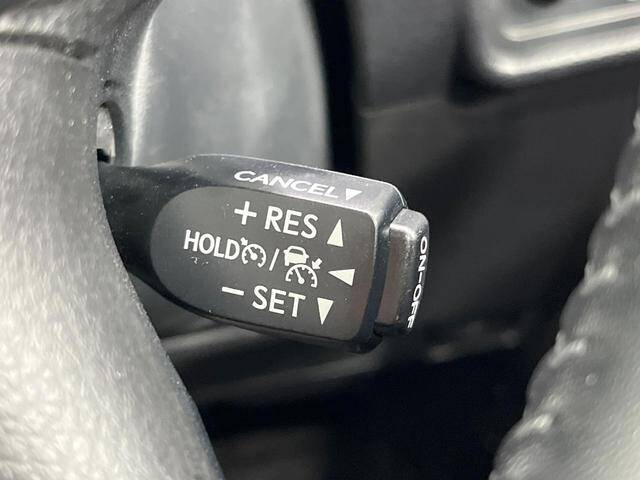 CANCEL▼
+ RES ▲
HOLD / ◀
− SET ▼
ON-OFF